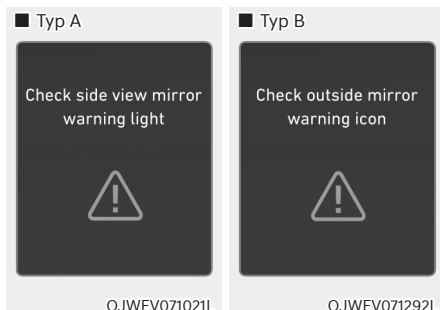 ■ Typ A
Check side view mirror
warning light
OJWEV071021L
■ Typ B
Check outside mirror
warning icon
OJWEV071292L